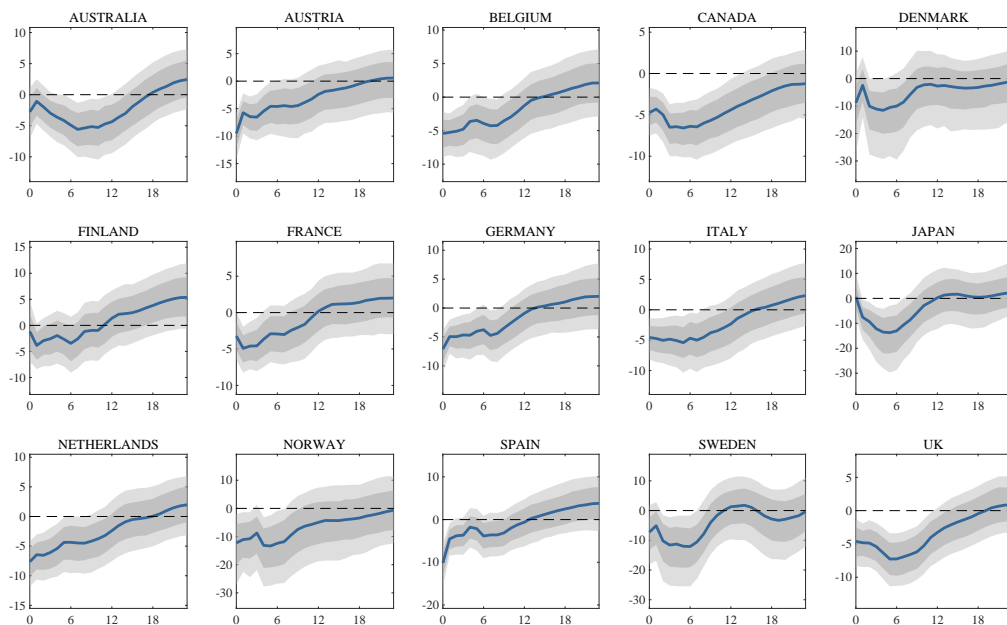 AUSTRALIA AUSTRIA BELGIUM CANADA DENMARK
10 5 0 -5 -10
5 0 -5 -10 -15
10 5 0 -5 -10
5 0 -5 -10
10 0 -10 -20 -30
0 6 12 18 0 6 12 18 0 6 12 18 0 6 12 18 0 6 12 18
FINLAND FRANCE GERMANY ITALY JAPAN
15 10 5 0 -5 -10
5 0 -5 -10
10 5 0 -5 -10
10 5 0 -5 -10
20 10 0 -10 -20 -30
0 6 12 18 0 6 12 18 0 6 12 18 0 6 12 18 0 6 12 18
NETHERLANDS NORWAY SPAIN SWEDEN UK
10 5 0 -5 -10 -15
10 0 -10 -20 -30
10 0 -10 -20
20 10 0 -10 -20 -30
5 0 -5 -10
0 6 12 18 0 6 12 18 0 6 12 18 0 6 12 18 0 6 12 18